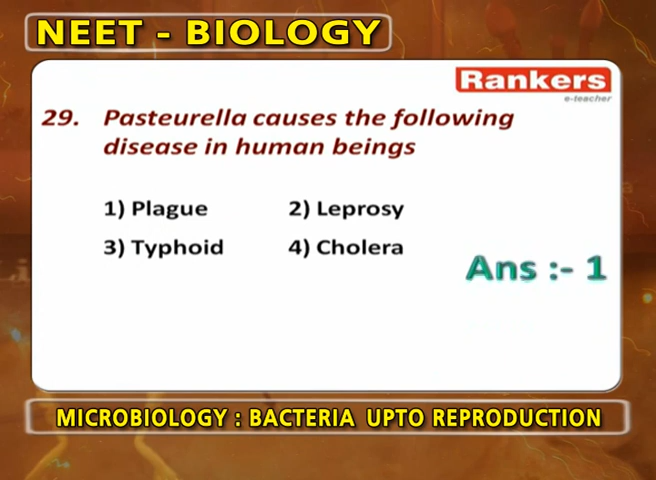 NEET - BIOLOGY
Rankers
e-teacher
29. Pasteurella causes the following
disease in human beings
1) Plague 2) Leprosy
3) Typhoid 4) Cholera
Ans :- 1
MICROBIOLOGY : BACTERIA UPTO REPRODUCTION